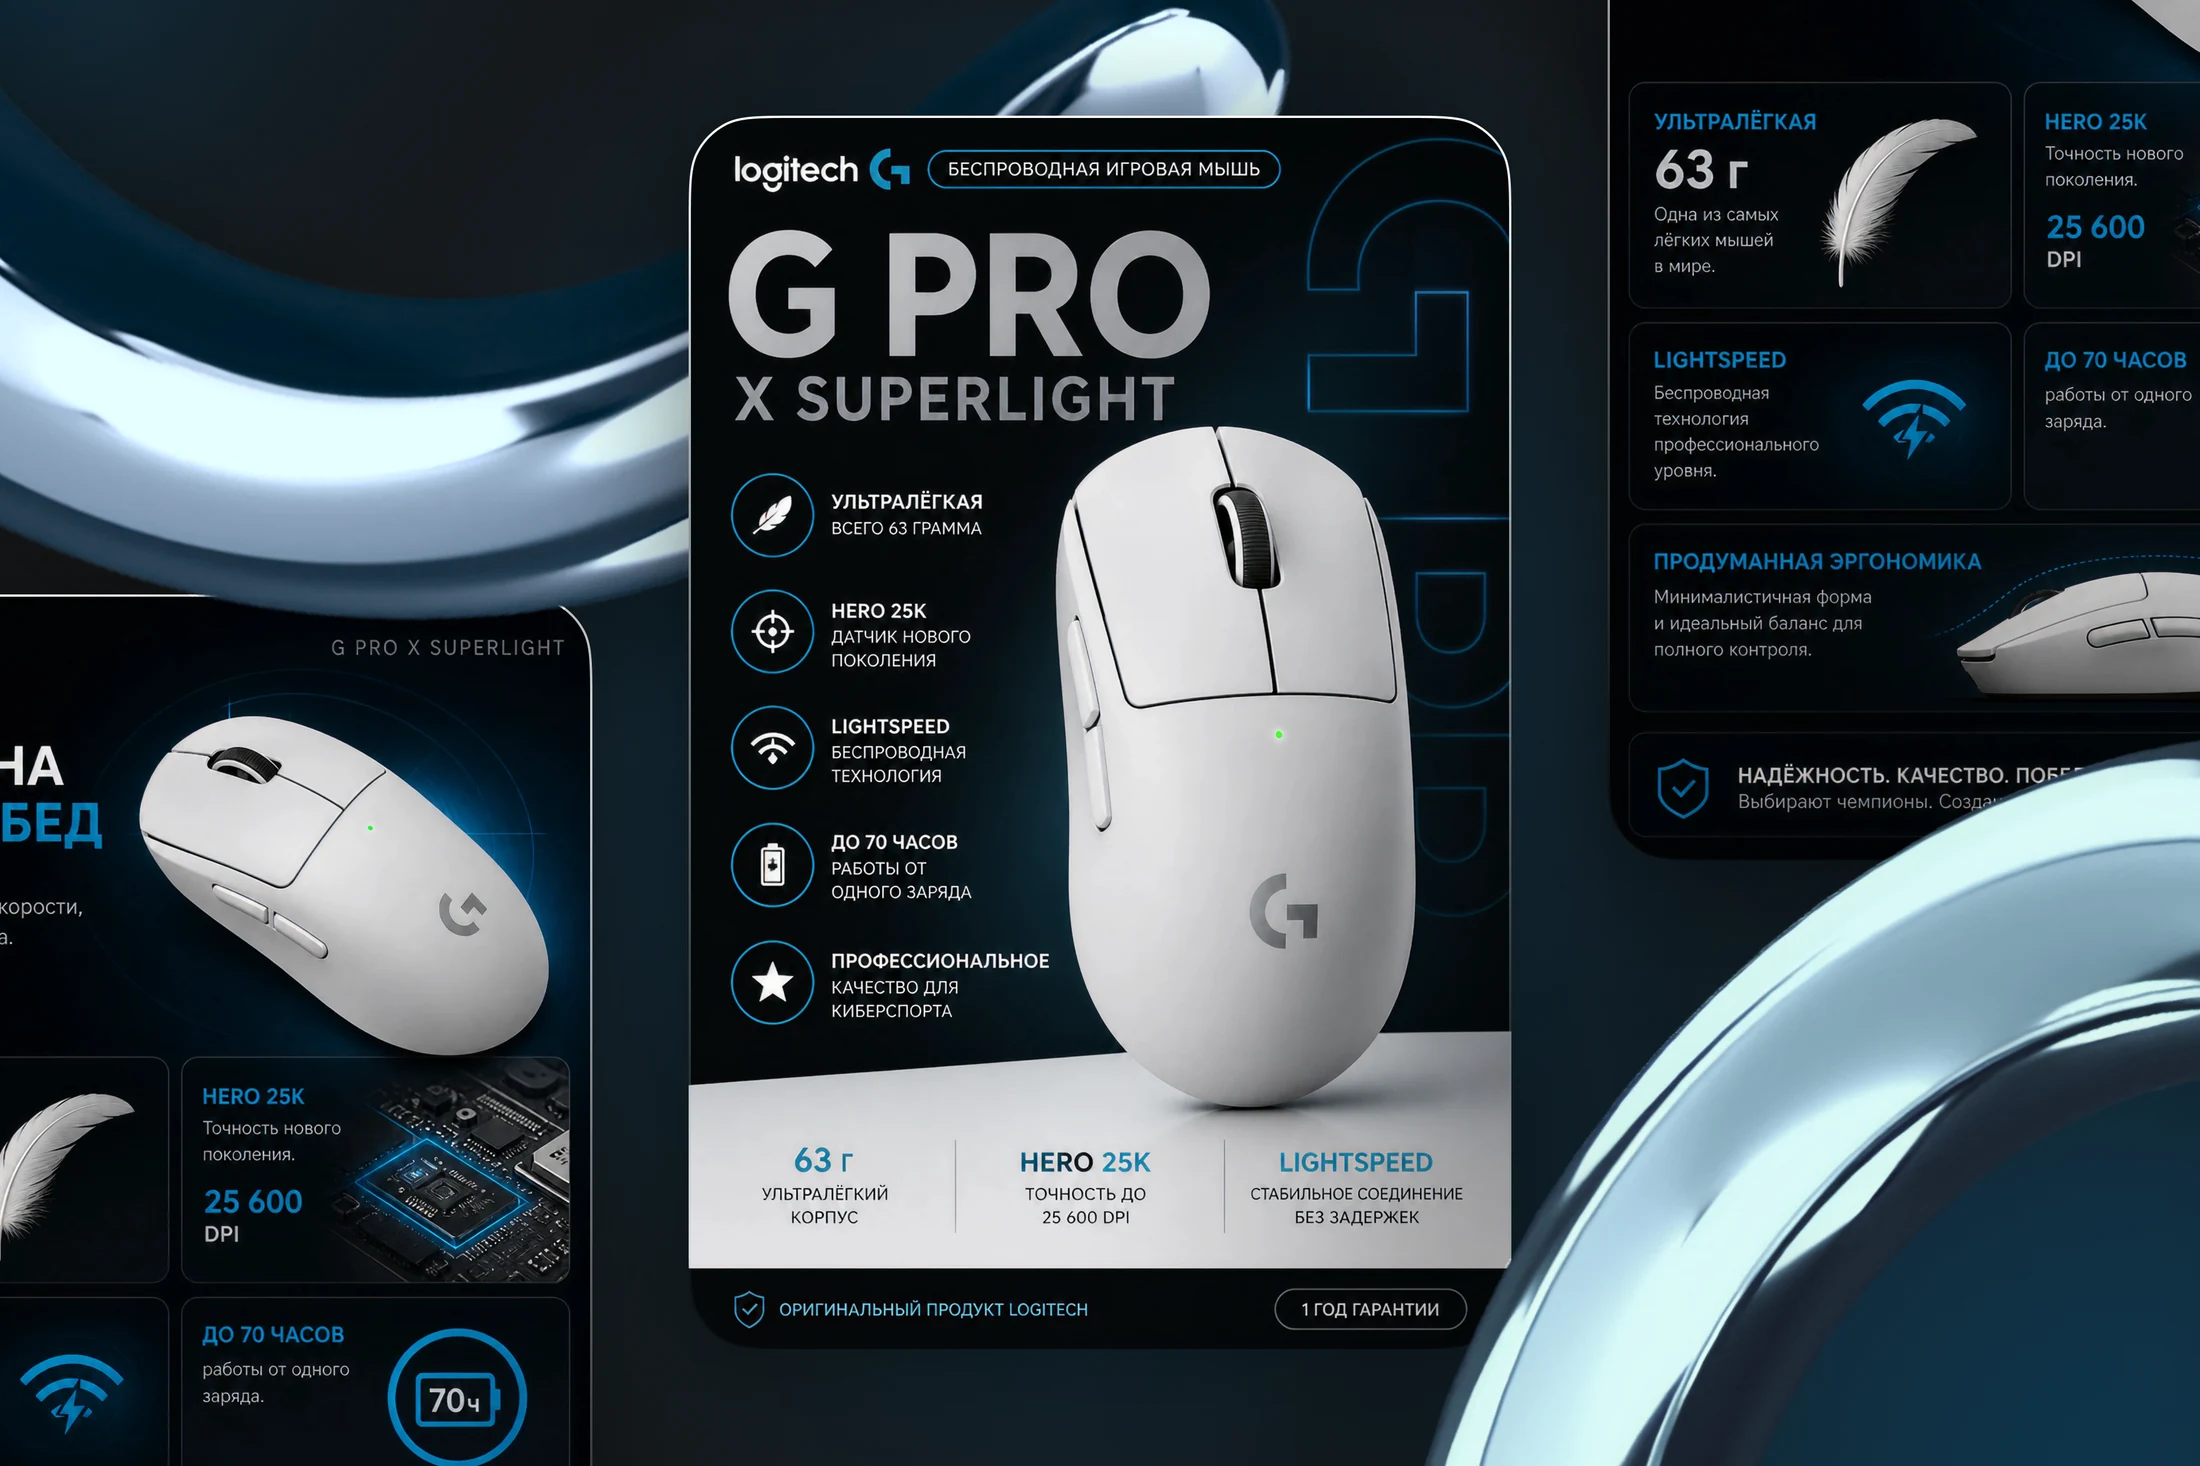 logitech G
БЕСПРОВОДНАЯ ИГРОВАЯ МЫШЬ
G PRO
X SUPERLIGHT
УЛЬТРАЛЁГКАЯ
ВСЕГО 63 ГРАММА
HERO 25K
ДАТЧИК НОВОГО
ПОКОЛЕНИЯ
LIGHTSPEED
БЕСПРОВОДНАЯ
ТЕХНОЛОГИЯ
ДО 70 ЧАСОВ
РАБОТЫ ОТ
ОДНОГО ЗАРЯДА
ПРОФЕССИОНАЛЬНОЕ
КАЧЕСТВО ДЛЯ
КИБЕРСПОРТА
63 г
УЛЬТРАЛЁГКИЙ
КОРПУС
HERO 25K
ТОЧНОСТЬ ДО
25 600 DPI
LIGHTSPEED
СТАБИЛЬНОЕ СОЕДИНЕНИЕ
БЕЗ ЗАДЕРЖЕК
ОРИГИНАЛЬНЫЙ ПРОДУКТ LOGITECH
1 ГОД ГАРАНТИИ
G PRO X SUPERLIGHT
НА
БЕД
корости,
а.
HERO 25K
Точность нового
поколения.
25 600
DPI
ДО 70 ЧАСОВ
работы от одного
заряда.
70ч
УЛЬТРАЛЁГКАЯ
63 г
Одна из самых
лёгких мышей
в мире.
HERO 25K
Точность нового
поколения.
25 600
DPI
LIGHTSPEED
Беспроводная
технология
профессионального
уровня.
ДО 70 ЧАСОВ
работы от одного
заряда.
ПРОДУМАННАЯ ЭРГОНОМИКА
Минималистичная форма
и идеальный баланс для
полного контроля.
НАДЁЖНОСТЬ. КАЧЕСТВО.
Выбирают чемпионы.